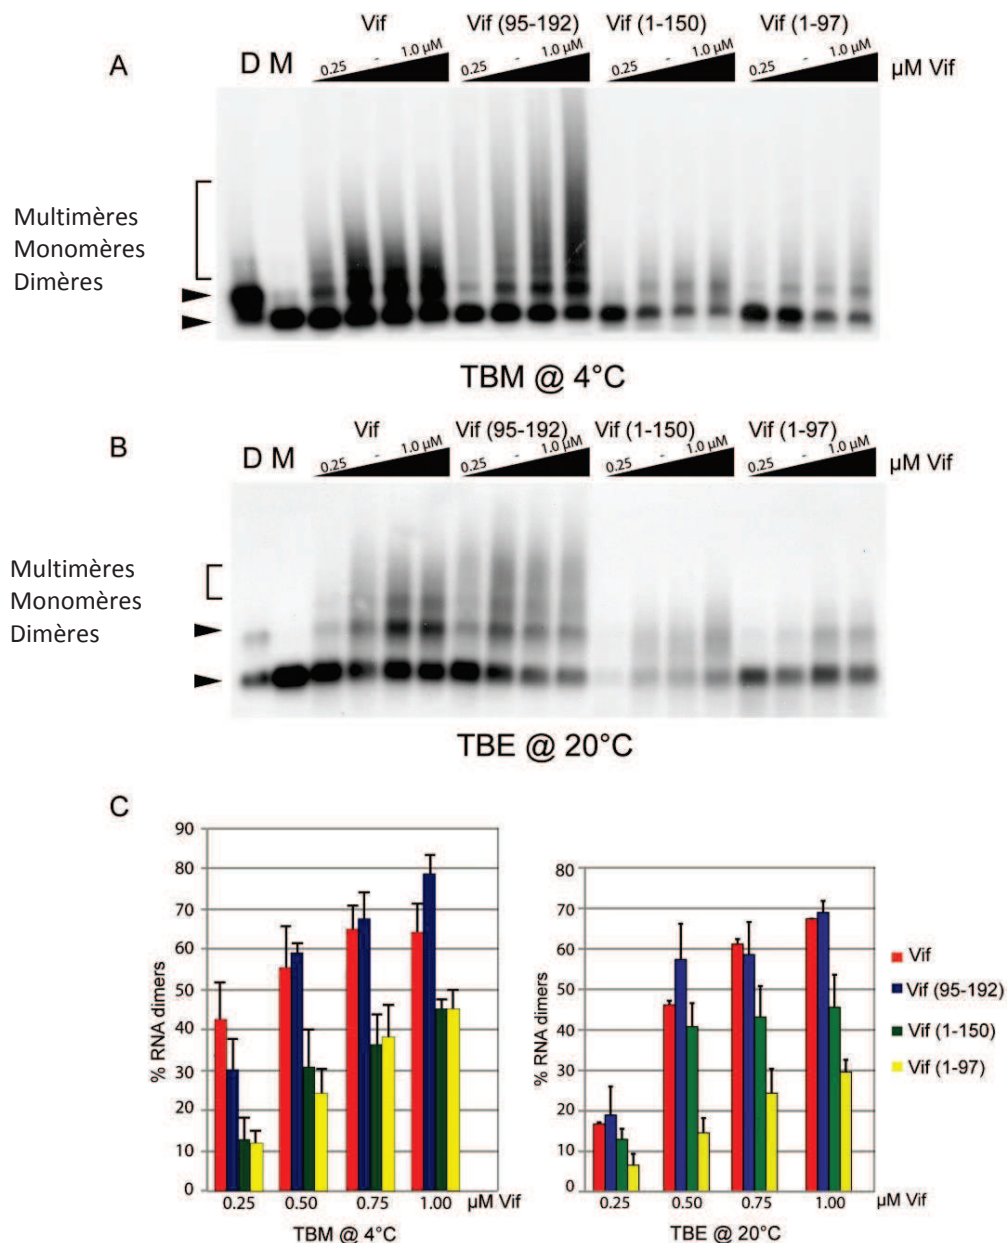 Vif Vif (95-192) Vif (1-150) Vif (1-97)
A D M 0.25 - 1.0 µM 0.25 - 1.0 µM 0.25 - 1.0 µM 0.25 - 1.0 µM µM Vif
Multimères
Monomères
Dimères
TBM @ 4°C
Vif Vif (95-192) Vif (1-150) Vif (1-97)
B D M 0.25 - 1.0 µM 0.25 - 1.0 µM 0.25 - 1.0 µM 0.25 - 1.0 µM µM Vif
Multimères
Monomères
Dimères
TBE @ 20°C
C
% RNA dimers
90
80
70
60
50
40
30
20
10
0
0.25 0.50 0.75 1.00 µM Vif
TBM @ 4°C
% RNA dimers
80
70
60
50
40
30
20
10
0
0.25 0.50 0.75 1.00 µM Vif
TBE @ 20°C
Vif
Vif (95-192)
Vif (1-150)
Vif (1-97)